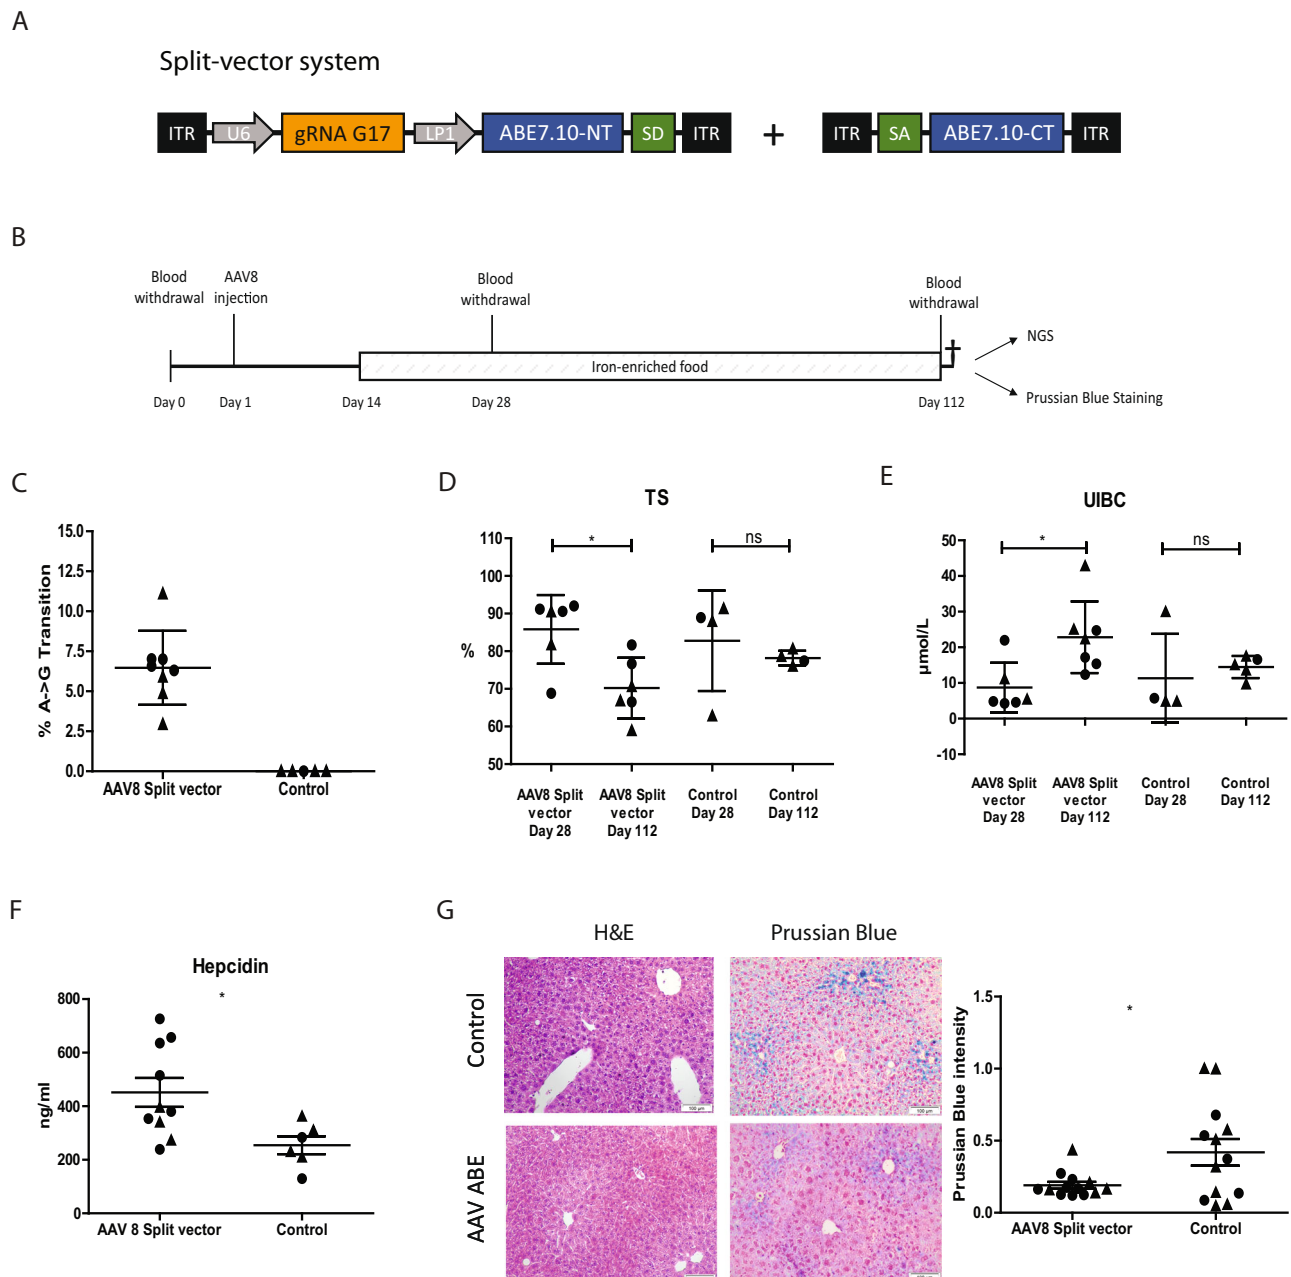 A
Split-vector system
ITR U6 gRNA G17 LP1 ABE7.10-NT SD ITR + ITR SA ABE7.10-CT ITR
B
Blood withdrawal
AAV8 injection
Blood withdrawal
Blood withdrawal
Iron-enriched food
NGS
Prussian Blue Staining
Day 0 Day 1 Day 14 Day 28 Day 112
C
15.0
12.5
10.0
7.5
5.0
2.5
0.0
% A->G Transition
AAV8 Split vector Control
D
TS
110
100
90
80
70
60
50
%
* ns
AAV8 Split vector Day 28
AAV8 Split vector Day 112
Control Day 28
Control Day 112
E
UIBC
50
40
30
20
10
0
-10
µmol/L
* ns
AAV8 Split vector Day 28
AAV8 Split vector Day 112
Control Day 28
Control Day 112
F
Hepcidin
*
800
600
400
200
0
ng/ml
AAV 8 Split vector Control
G
H&E Prussian Blue
Control
AAV ABE
100 µm
100 µm
1.5
1.0
0.5
0.0
Prussian Blue intensity
*
AAV8 Split vector Control